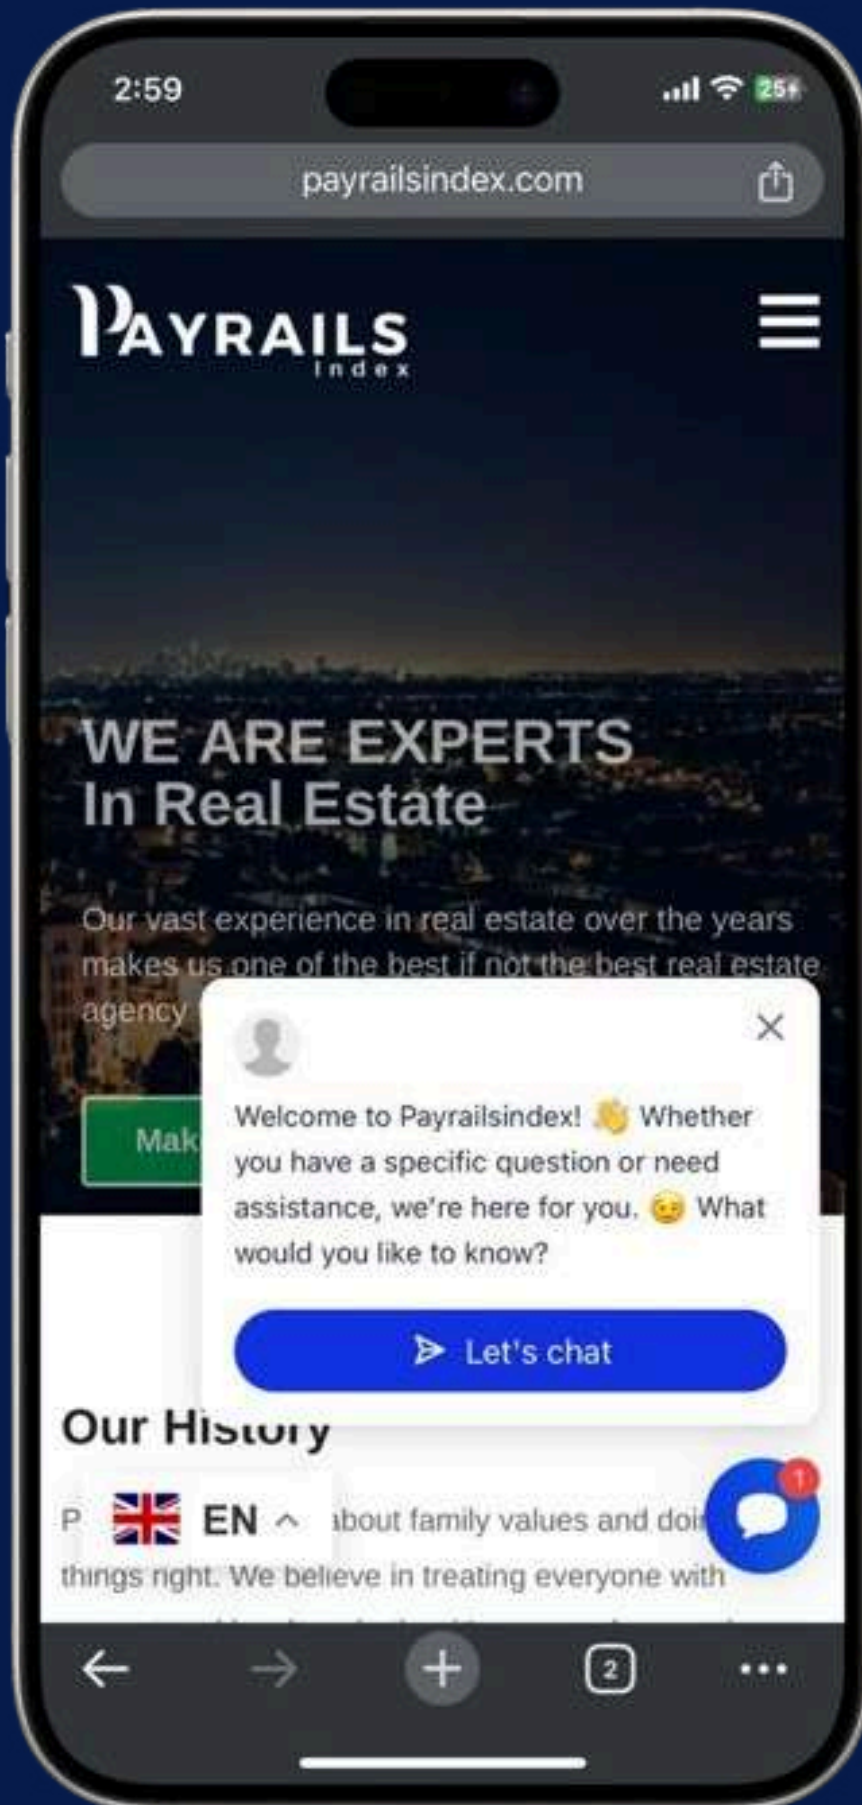 2:59
25
payrailsindex.com
PAYRAILS
Index
WE ARE EXPERTS
In Real Estate
Our vast experience in real estate over the years
makes us one of the best if not the best real estate
agency
Mak
Welcome to Payrailsindex! 👋 Whether
you have a specific question or need
assistance, we're here for you. 😉 What
would you like to know?
Let's chat
Our History
1
P
EN
about family values and doi
things right. We believe in treating everyone with
2